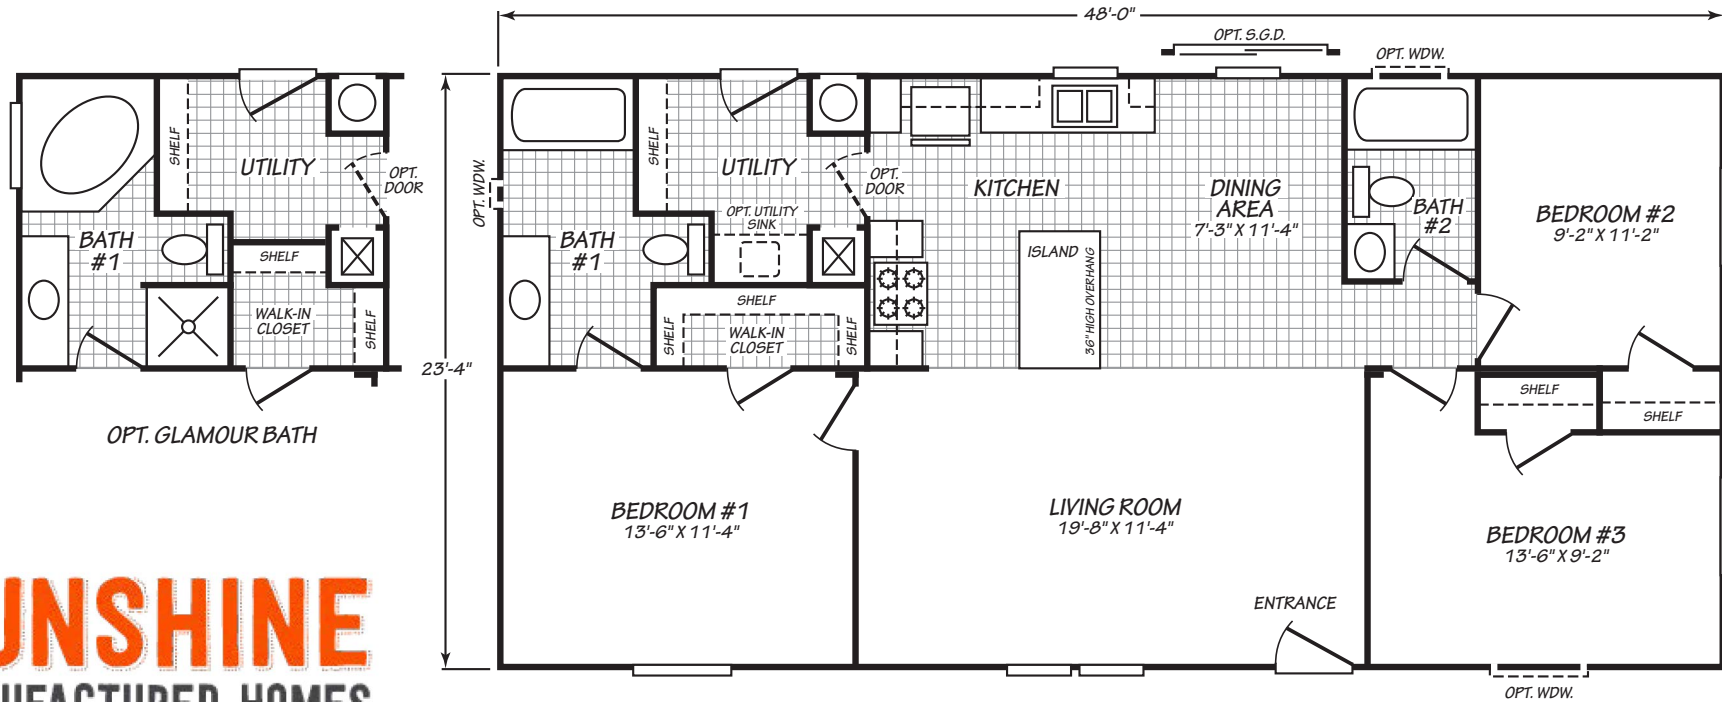 48'-0"
OPT. S.G.D.
OPT. WDW.
SHELF
UTILITY
OPT.
DOOR
BATH
#1
SHELF
WALK-IN
CLOSET
SHELF
OPT. GLAMOUR BATH
23'-4"
OPT. WDW.
SHELF
UTILITY
OPT. UTILITY
SINK
OPT.
DOOR
BATH
#1
SHELF
SHELF
WALK-IN
CLOSET
SHELF
KITCHEN
ISLAND
36" HIGH OVERHANG
DINING
AREA
7'-3" X 11'-4"
BATH
#2
BEDROOM #2
9'-2" X 11'-2"
SHELF
SHELF
BEDROOM #1
13'-6" X 11'-4"
LIVING ROOM
19'-8" X 11'-4"
BEDROOM #3
13'-6" X 9'-2"
ENTRANCE
OPT. WDW.
UNSHINE
UFACTURED HOMES